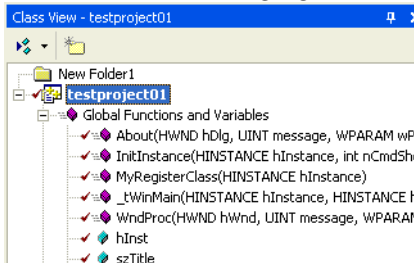 Class View - testproject01
New Folder1
testproject01
Global Functions and Variables
About(HWND hDlg, UINT message, WPARAM wP
InitInstance(HINSTANCE hInstance, int nCmdSh
MyRegisterClass(HINSTANCE hInstance)
_tWinMain(HINSTANCE hInstance, HINSTANCE h
WndProc(HWND hWnd, UINT message, WPARAM
hInst
szTitle